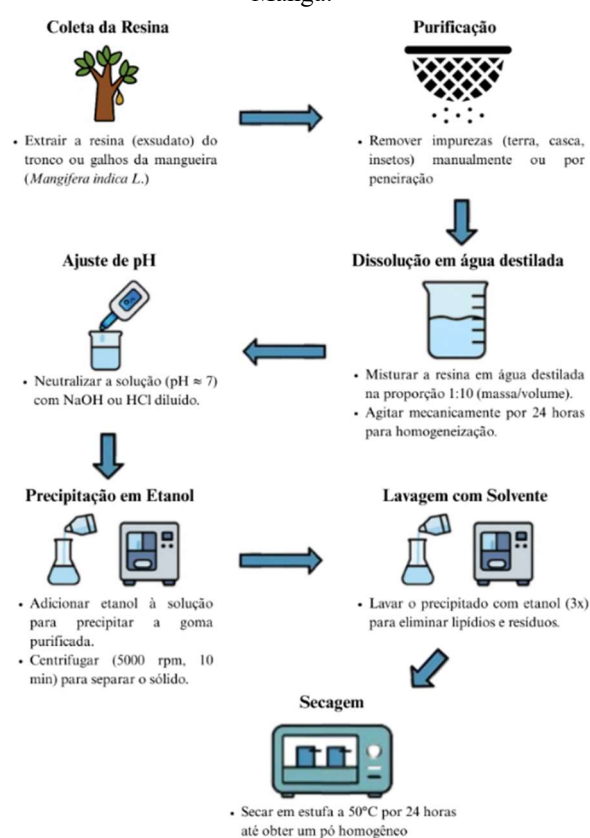 Manga.
Coleta da Resina
• Extrair a resina (exsudato) do
tronco ou galhos da mangueira
(Mangifera indica L.)
Purificação
• Remover impurezas (terra, casca,
insetos) manualmente ou por
peneiração
Dissolução em água destilada
• Misturar a resina em água destilada
na proporção 1:10 (massa/volume).
• Agitar mecanicamente por 24 horas
para homogeneização.
Ajuste de pH
• Neutralizar a solução (pH ≈ 7)
com NaOH ou HCl diluído.
Precipitação em Etanol
• Adicionar etanol à solução
para precipitar a goma
purificada.
• Centrifugar (5000 rpm, 10
min) para separar o sólido.
Lavagem com Solvente
• Lavar o precipitado com etanol (3x)
para eliminar lipídios e resíduos.
Secagem
• Secar em estufa a 50°C por 24 horas
até obter um pó homogêneo